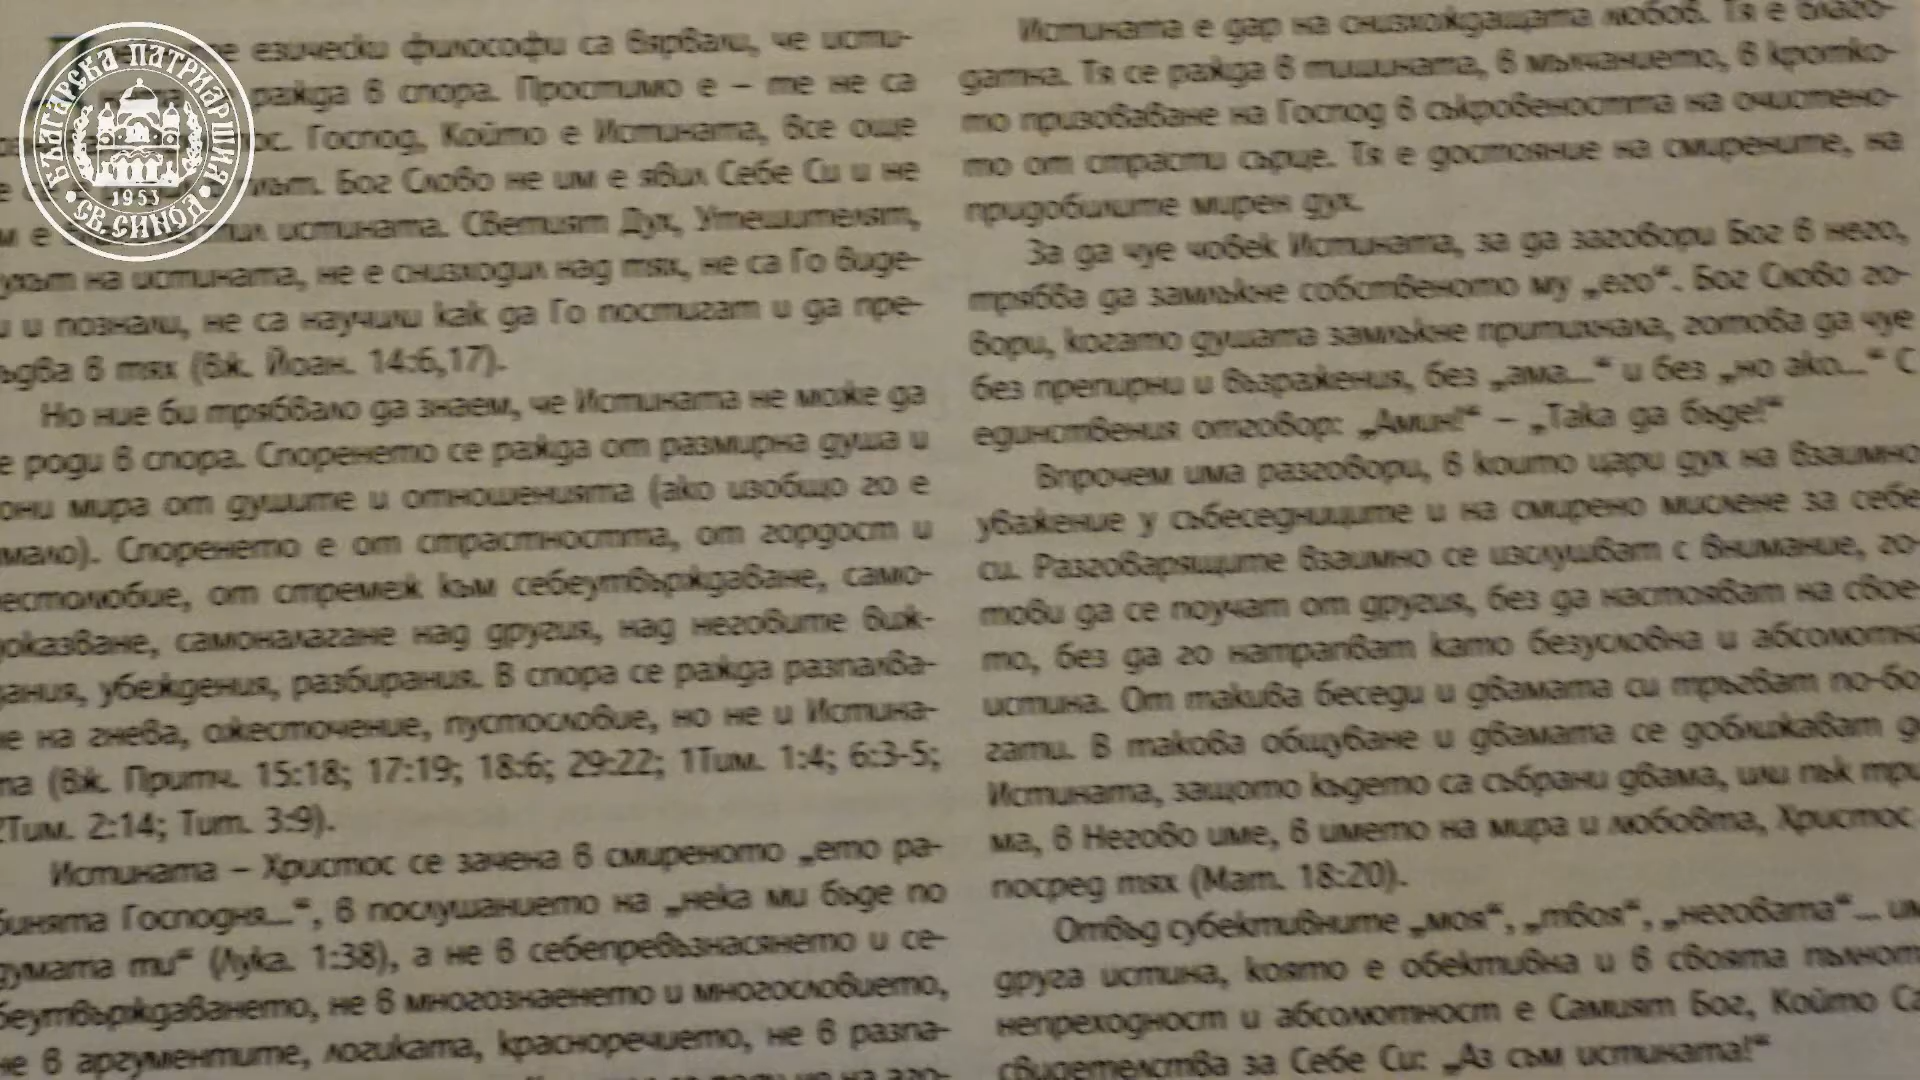 БЪЛГАРСКА ПАТРИАРШИЯ
1953
СВ. СИНОД
езически философи са вярвали, че исти-
ражда в спора. Простимо е – те не са
Господ, Който е Истината, все още
Бог Слово не им е явил Себе Си и не
истината. Светият Дух, Утешителят,
на истината, не е снизходил над тях, не са Го виде-
и познали, не са научили как да Го постигат и да пре-
в тях (вж. Йоан. 14:6,17).
Но ние би трябвало да знаем, че Истината не може да
е роди в спора. Споренето се ражда от размирна душа и
мира от душите и отношенията (ако изобщо го е
мало). Споренето е от страстността, от гордост и
от стремеж към себеутвърждаване, само-
самоналагане над другия, над неговите виж-
убеждения, разбирания. В спора се ражда разпалва-
на гнева, ожесточение, пустословие, но не и Истина-
та (вж. Притч. 15:18; 17:19; 18:6; 29:22; 1Тим. 1:4; 6:3-5;
2Тим. 2:14; Тит. 3:9).
Истината – Христос се зачена в смиреното „ето ра-
бинята Господня...“, в послушанието на „нека ми бъде по
думата ти“ (Лука. 1:38), а не в себепревъзнасянето и се-
беутвърждаването, не в многознаенето и многословието,
не в аргументите, логиката, красноречието, не в разпа-
Истината е дар на снизхождащата любов. Тя е благо-
датна. Тя се ражда в тишината, в мълчанието, в кротко-
то призоваване на Господ в съкровеността на очистено-
то от страсти сърце. Тя е достояние на смирените, на
придобилите мирен дух.
За да чуе човек Истината, за да заговори Бог в него,
трябва да замлъкне собственото му „его“. Бог Слово го-
вори, когато душата замлъкне притихнала, готова да чуе
без препирни и възражения, без „ама...“ и без „но ако...“ С
единствения отговор: „Амин!“ – „Така да бъде!“
Впрочем има разговори, в които цари дух на взаимно
уважение у събеседниците и на смирено мислене за себе
си. Разговарящите взаимно се изслушват с внимание, го-
тови да се поучат от другия, без да настояват на свое-
то, без да го натрапват като безусловна и абсолютна
истина. От такива беседи и двамата си тръгват по-бо-
гати. В такова общуване и двамата се доближават д
Истината, защото където са събрани двама, или пък три
ма, в Негово име, в името на мира и любовта, Христос
посред тях (Мат. 18:20).
Отвъд субективните „моя“, „твоя“, „неговата“... им
друга истина, която е обективна и в своята пълнот
непреходност и абсолютност е Самият Бог, Който Са
свидетелства за Себе Си: „Аз съм истината!“